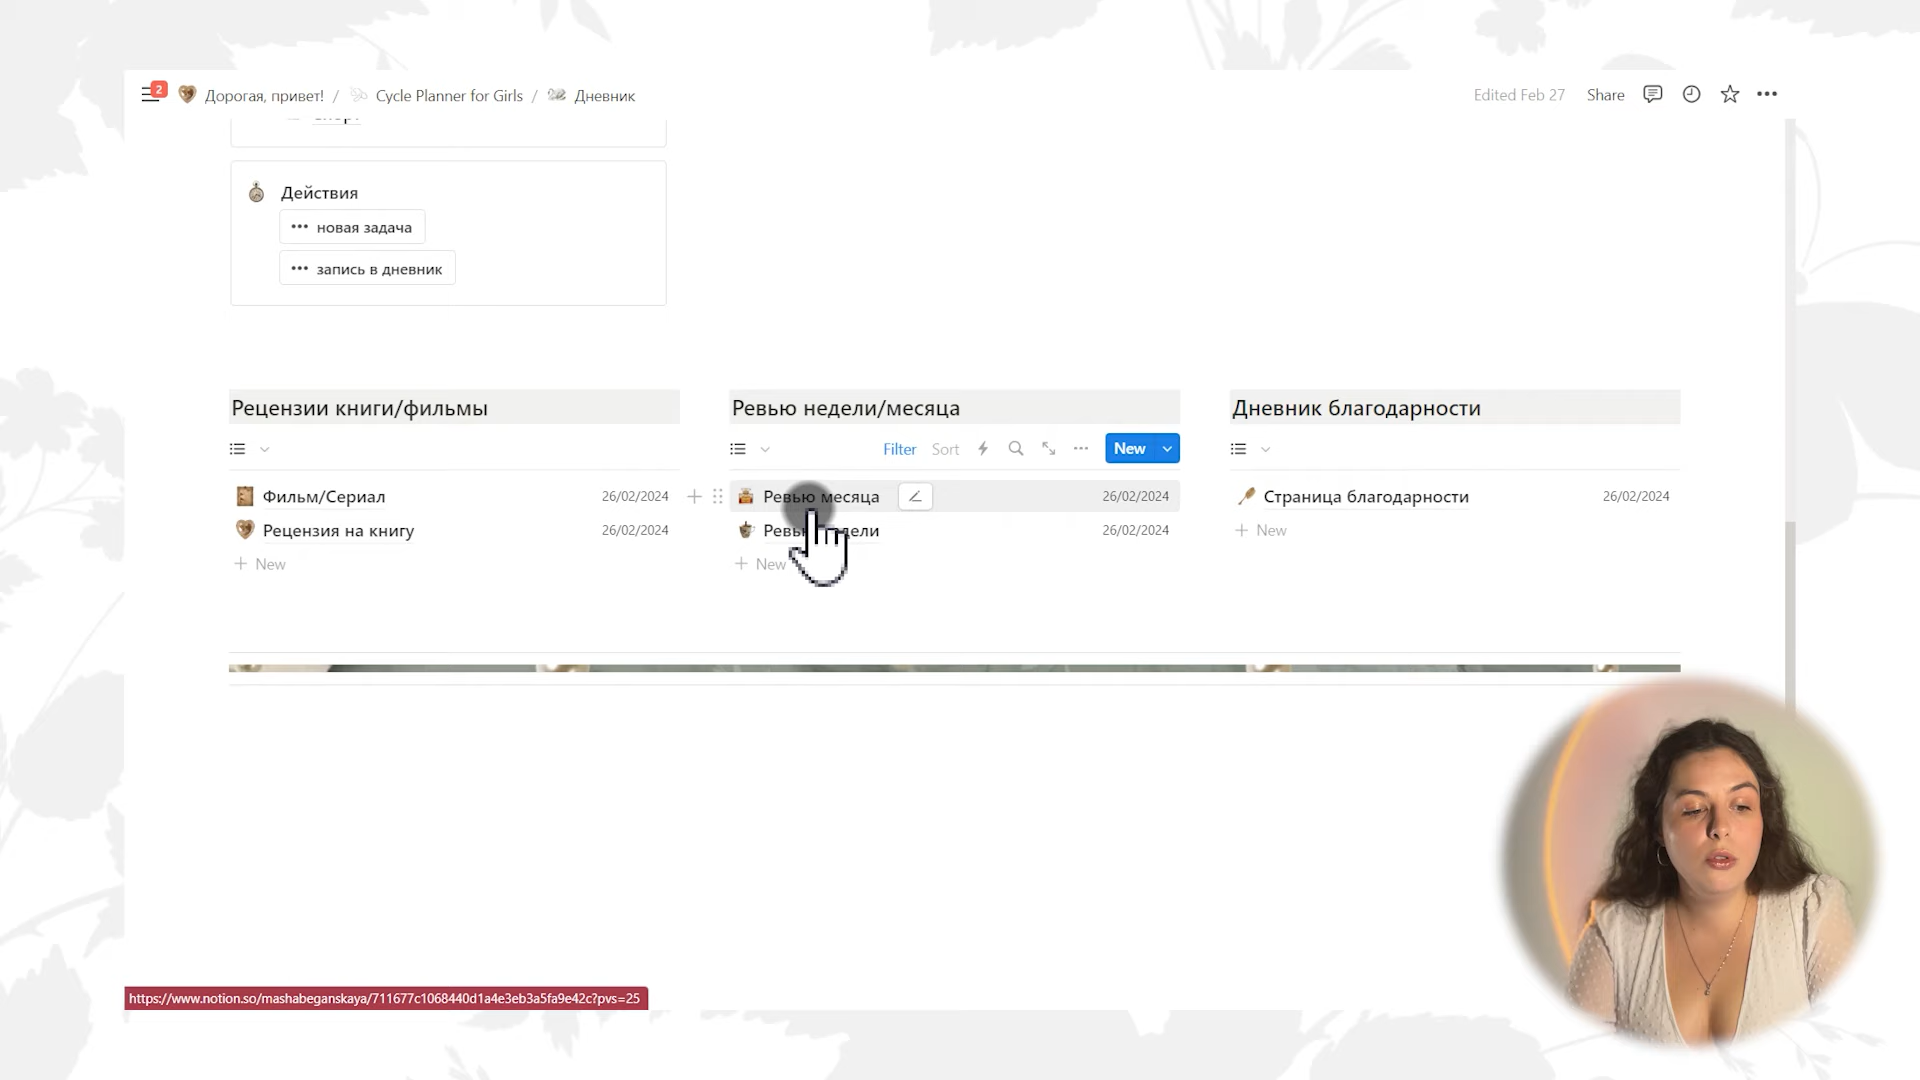 2
Дорогая, привет! / Cycle Planner for Girls / Дневник
Edited Feb 27 Share
Действия
новая задача
запись в дневник
Рецензии книги/фильмы
Фильм/Сериал 26/02/2024
Рецензия на книгу 26/02/2024
New
Ревью недели/месяца
Filter Sort New
Ревью месяца 26/02/2024
Ревью недели 26/02/2024
New
Дневник благодарности
Страница благодарности 26/02/2024
New
https://www.notion.so/mashabeganskaya/711677c1068440d1a4e3eb3a5fa9e42c?pvs=25